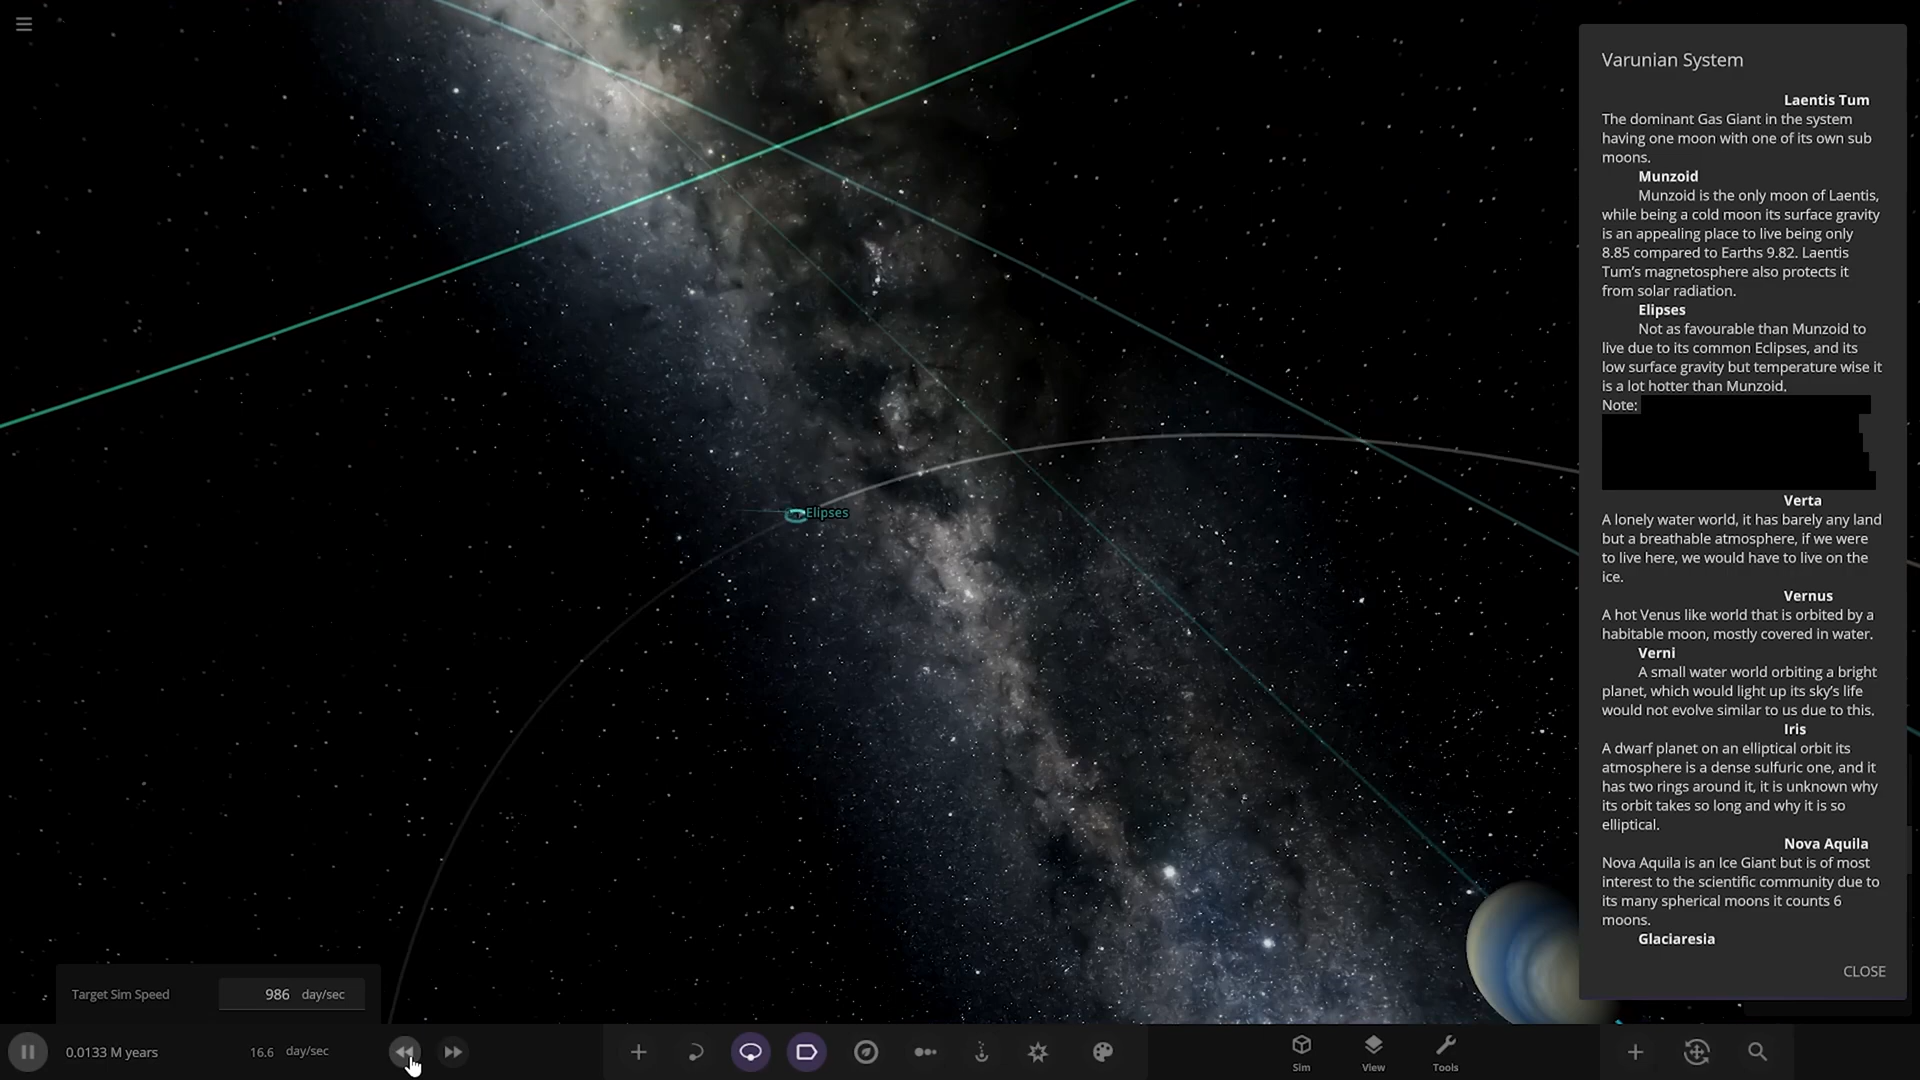 Varunian System
Laentis Tum
The dominant Gas Giant in the system
having one moon with one of its own sub
moons.
Munzoid
Munzoid is the only moon of Laentis,
while being a cold moon its surface gravity
is an appealing place to live being only
8.85 compared to Earths 9.82. Laentis
Tum's magnetosphere also protects it
from solar radiation.
Elipses
Not as favourable than Munzoid to
live due to its common Eclipses, and its
low surface gravity but temperature wise it
is a lot hotter than Munzoid.
Note:
Verta
A lonely water world, it has barely any land
but a breathable atmosphere, if we were
to live here, we would have to live on the
ice.
Vernus
A hot Venus like world that is orbited by a
habitable moon, mostly covered in water.
Verni
A small water world orbiting a bright
planet, which would light up its sky's life
would not evolve similar to us due to this.
Iris
A dwarf planet on an elliptical orbit its
atmosphere is a dense sulfuric one, and it
has two rings around it, it is unknown why
its orbit takes so long and why it is so
elliptical.
Nova Aquila
Nova Aquila is an Ice Giant but is of most
interest to the scientific community due to
its many spherical moons it counts 6
moons.
Glaciaresia
CLOSE
Elipses
Target Sim Speed 986 day/sec
0.0133 M years 16.6 day/sec
Sim View Tools